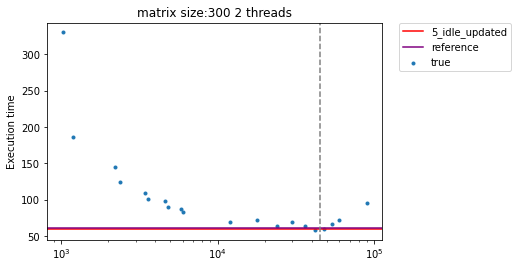 matrix size:300 2 threads
5_idle_updated
reference
true
Execution time
300
250
200
150
100
50
10³
10⁴
10⁵